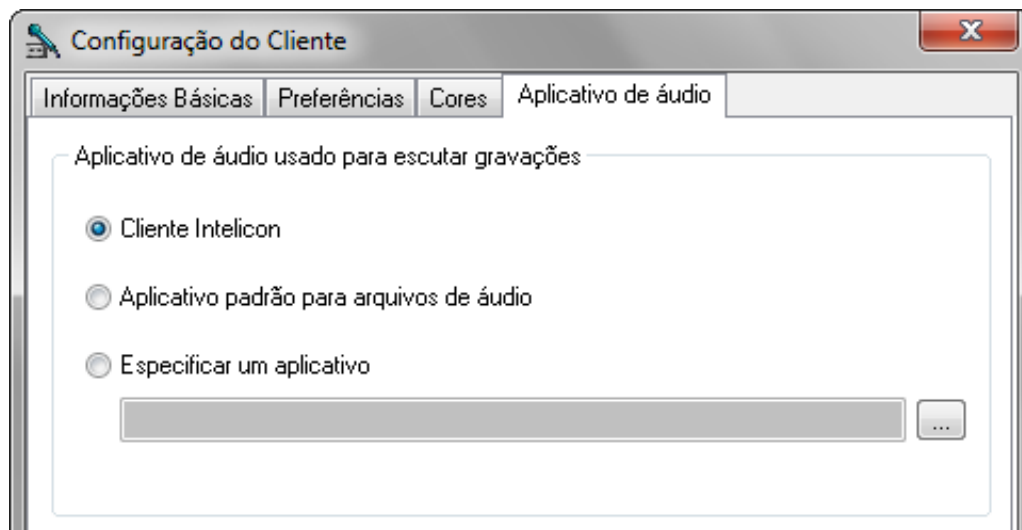 Configuração do Cliente
x
Informações Básicas Preferências Cores Aplicativo de áudio
Aplicativo de áudio usado para escutar gravações
Cliente Intelicon
Aplicativo padrão para arquivos de áudio
Especificar um aplicativo
...